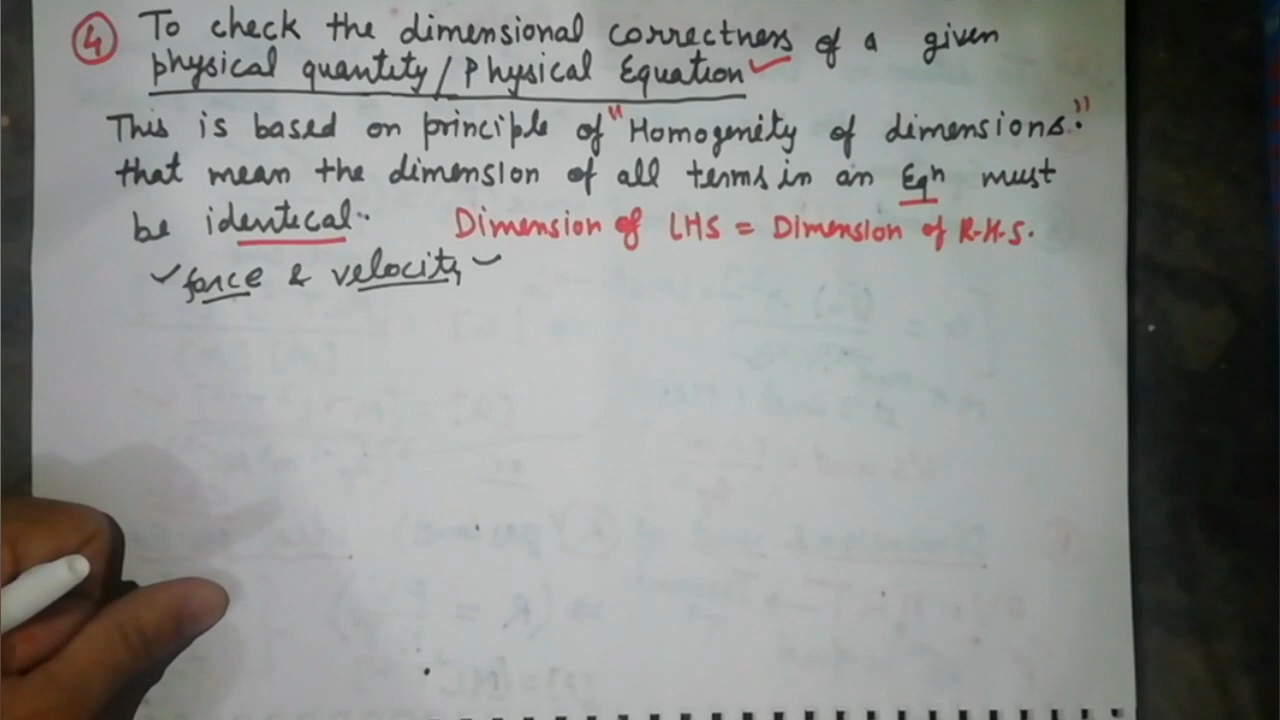 4 To check the dimensional correctness of a given
physical quantity / Physical Equation
This is based on principle of "Homogenity of dimensions."
that mean the dimension of all terms in an Eqn must
be identical. Dimension of LHS = Dimension of R.H.S.
force & velocity